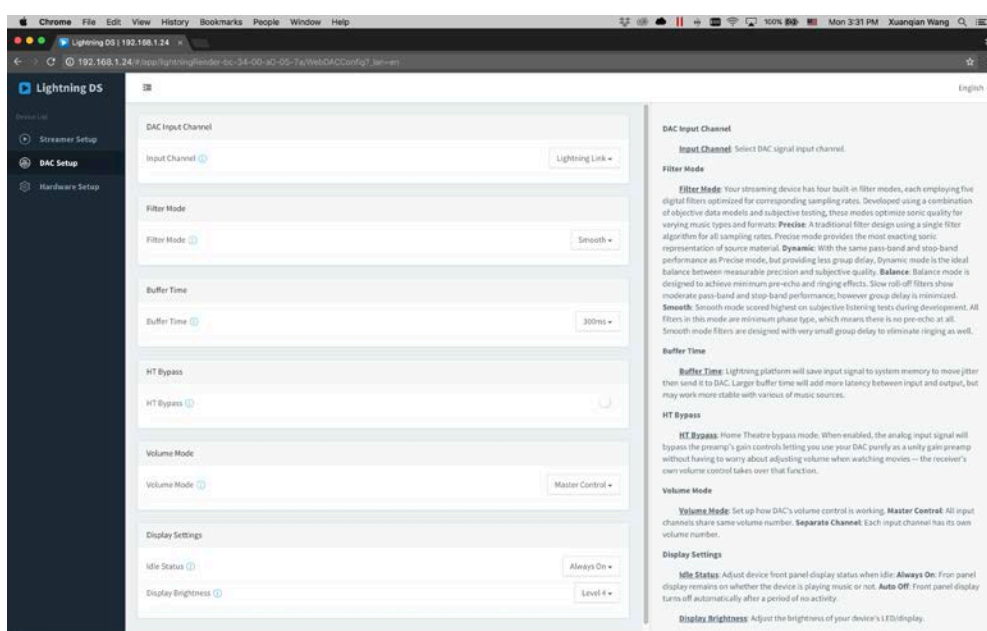 Chrome File Edit View History Bookmarks People Window Help 100% Mon 3:31 PM Xuanqian Wang
Lightning DS | 192.168.1.24
192.168.1.24/#/app/lightningRender-bc-34-00-a0-05-7a/WebDACConfig?_lan=en
Lightning DS
English
Device List
Streamer Setup
DAC Setup
Hardware Setup
DAC Input Channel
Input Channel Lightning Link
Filter Mode
Filter Mode Smooth
Buffer Time
Buffer Time 300ms
HT Bypass
HT Bypass
Volume Mode
Volume Mode Master Control
Display Settings
Idle Status Always On
Display Brightness Level 4
DAC Input Channel
Input Channel: Select DAC signal input channel.
Filter Mode
Filter Mode: Your streaming device has four built in filter modes, each employing five
digital filters optimized for corresponding sampling rates. Developed using a combination
of objective data models and subjective testing, these modes optimize sonic quality for
varying music types and formats: Precise: A traditional filter design using a single filter
algorithm for all sampling rates. Precise mode provides the most exacting sonic
representation of source material. Dynamic: With the same pass-band and stop-band
performance as Precise mode, but providing less group delay, Dynamic mode is the ideal
balance between measurable precision and subjective quality. Balance: Balance mode is
designed to achieve minimum pre-echo and ringing effects. Slow roll-off filters show
moderate pass-band and stop-band performance; however group delay is minimized.
Smooth: Smooth mode scored highest on subjective listening tests during development. All
filters in this mode are minimum phase type, which means there is no pre-echo at all.
Smooth mode filters are designed with very small group delay to eliminate ringing as well.
Buffer Time
Buffer Time: Lightning platform will save input signal to system memory to move jitter
then send it to DAC. Larger buffer time will add more latency between input and output, but
may work more stable with various of music sources.
HT Bypass
HT Bypass: Home Theatre bypass mode. When enabled, the analog input signal will
bypass the preamp's gain controls letting you use your DAC purely as a unity gain preamp
without having to worry about adjusting volume when watching movies — the receiver's
own volume control takes over that function.
Volume Mode
Volume Mode: Set up how DAC's volume control is working. Master Control: All input
channels share same volume number. Separate Channel: Each input channel has its own
volume number.
Display Settings
Idle Status: Adjust device front panel display status when idle: Always On: Fron panel
display remains on whether the device is playing music or not. Auto Off: Front panel display
turns off automatically after a period of no activity.
Display Brightness: Adjust the brightness of your device's LED/display.